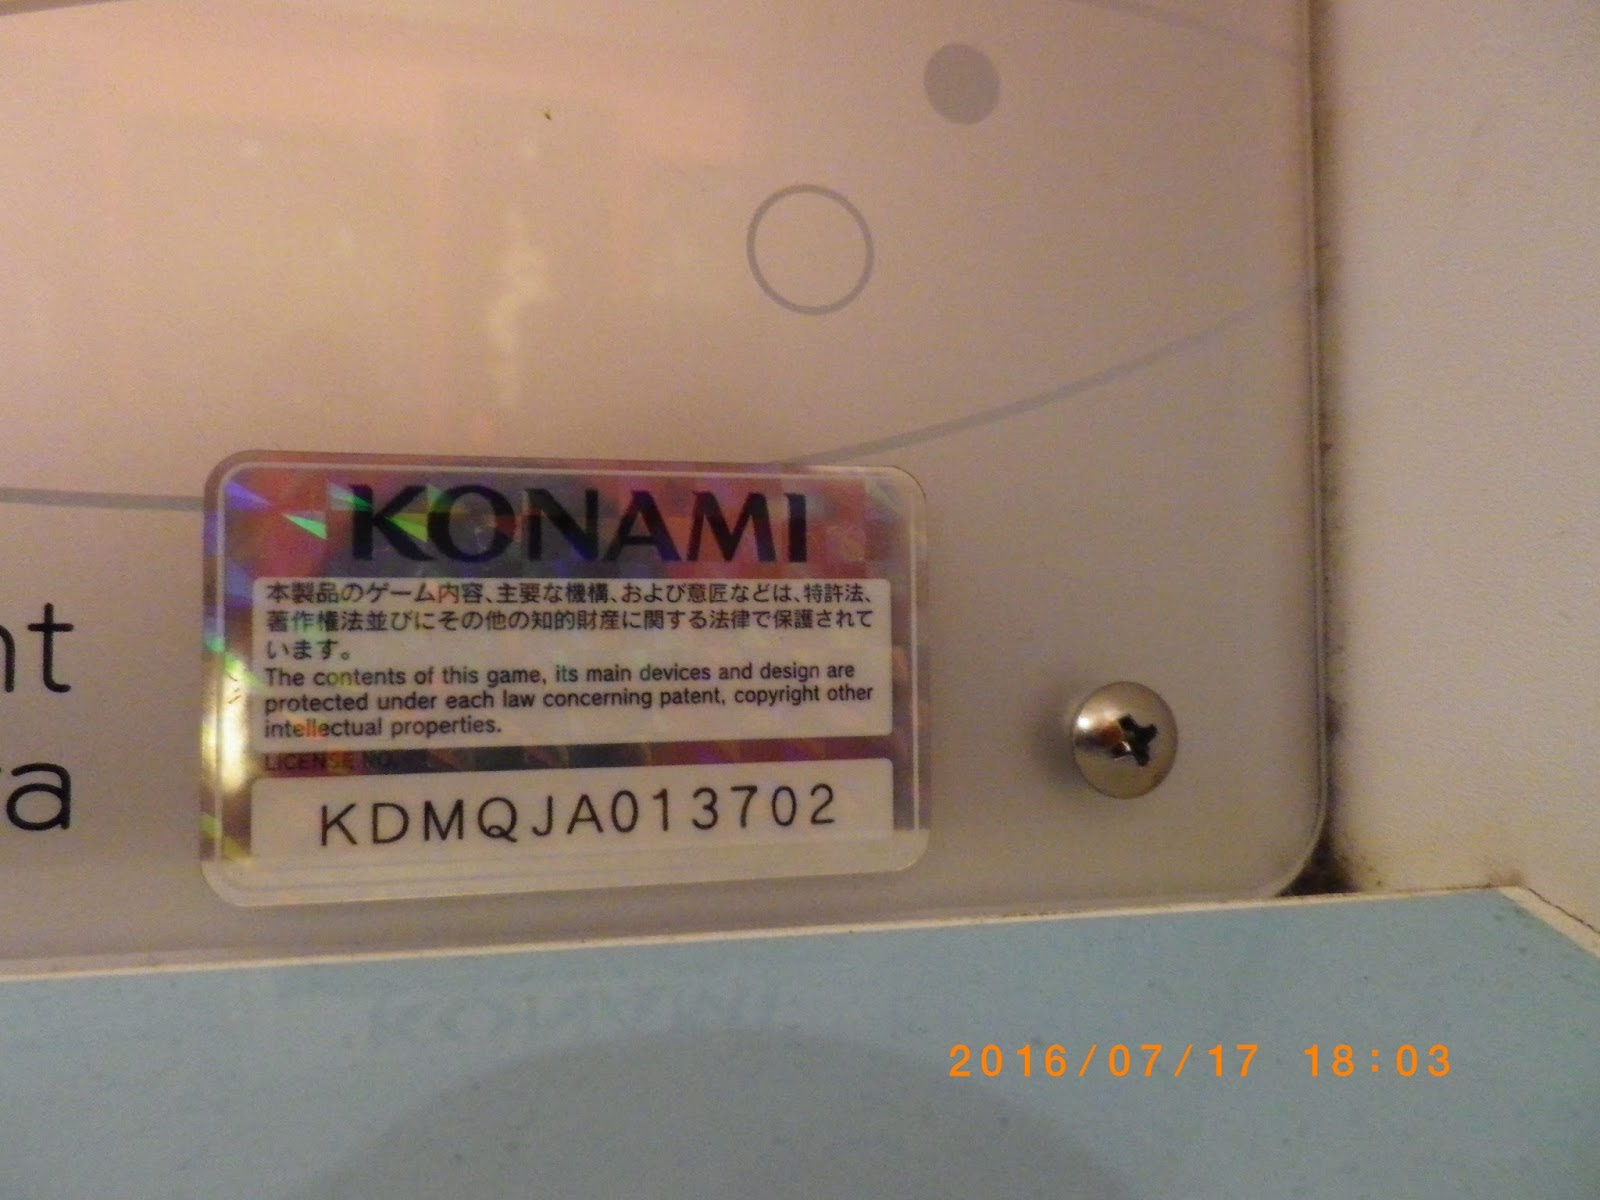 KONAMI
本製品のゲーム内容、主要な機構、および意匠などは、特許法、
著作権法並びにその他の知的財産に関する法律で保護されて
います。
The contents of this game, its main devices and design are
protected under each law concerning patent, copyright other
intellectual properties.
LICENSE NO.
KDMQJA013702
nt
ra
2016/07/17 18:03